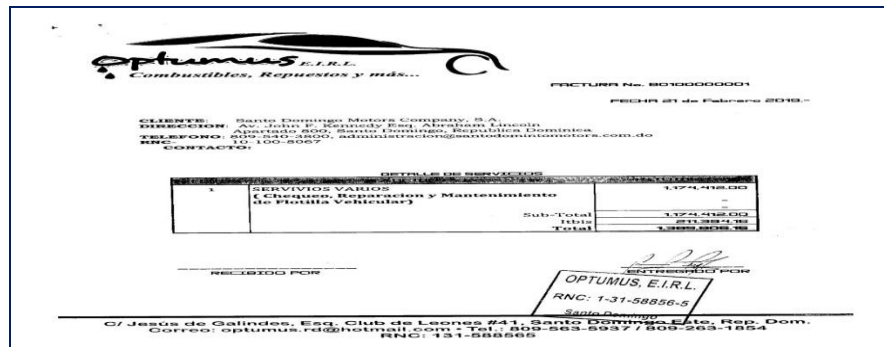 optumus E.I.R.L.
Combustibles, Repuestos y más...
FACTURA No. B0100000001
FECHA 21 de Febrero 2019.-
CLIENTE: Santo Domingo Motors Company, S.A.
DIRECCION: Av. John F. Kennedy Esq. Abraham Lincoln
Apartado 800, Santo Domingo, Republica Dominica
TELEFONO: 809-540-3800, administracion@santodomintomotors.com.do
RNC- 10-100-8067
CONTACTO:
DETALLE DE SERVICIOS
1 SERVIVIOS VARIOS 1,174,412.00
( Chequeo, Reparacion y Mantenimiento -
de Flotilla Vehicular) -
Sub-Total 1,174,412.00
Itbis 211,394.16
Total 1,385,806.16
RECIBIDO POR
ENTREGADO POR
OPTUMUS, E.I.R.L.
RNC: 1-31-58856-5
Santo Domingo
C/ Jesús de Galindes, Esq. Club de Leones #41, Santo Domingo Este, Rep. Dom.
Correo: optumus.rd@hotmail.com • Tel.: 809-563-5937 / 809-263-1854
RNC: 131-588565